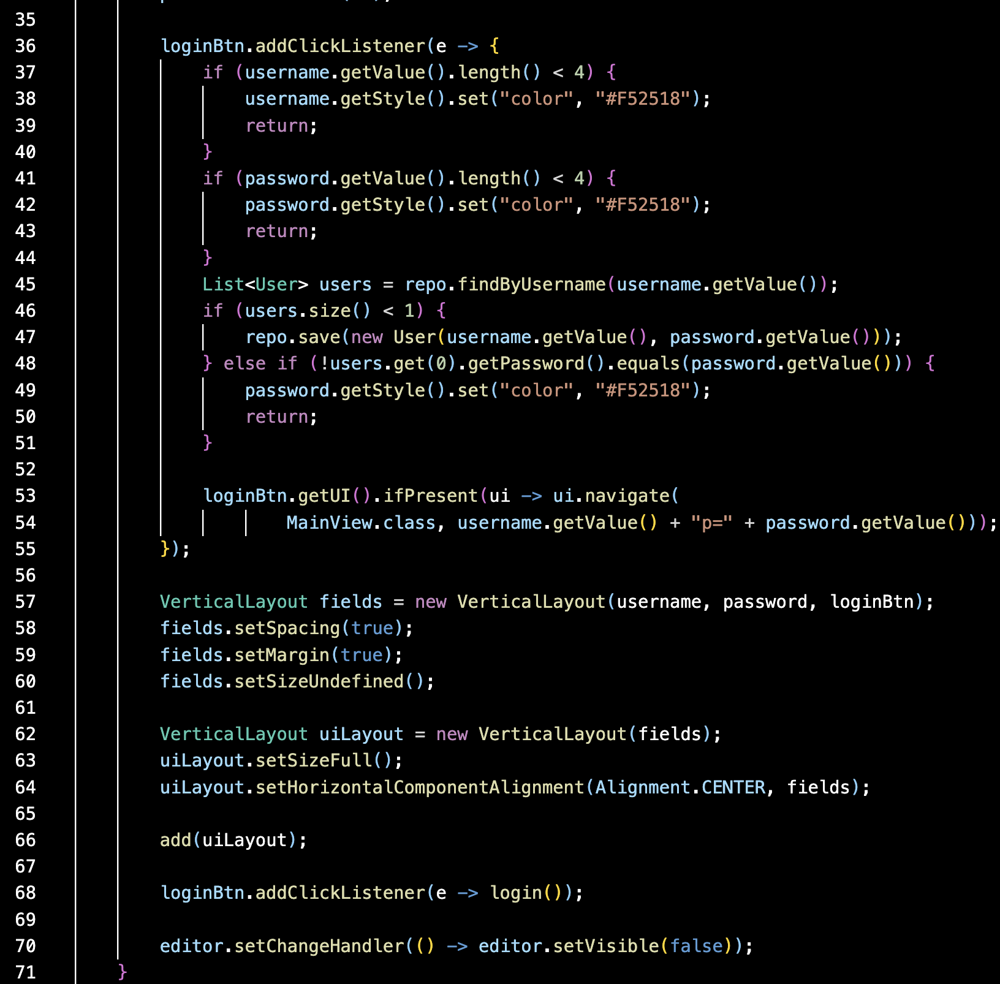 35
36 loginBtn.addClickListener(e -> {
37 if (username.getValue().length() < 4) {
38 username.getStyle().set("color", "#F52518");
39 return;
40 }
41 if (password.getValue().length() < 4) {
42 password.getStyle().set("color", "#F52518");
43 return;
44 }
45 List<User> users = repo.findByUsername(username.getValue());
46 if (users.size() < 1) {
47 repo.save(new User(username.getValue(), password.getValue()));
48 } else if (!users.get(0).getPassword().equals(password.getValue())) {
49 password.getStyle().set("color", "#F52518");
50 return;
51 }
52
53 loginBtn.getUI().ifPresent(ui -> ui.navigate(
54 MainView.class, username.getValue() + "p=" + password.getValue()));
55 });
56
57 VerticalLayout fields = new VerticalLayout(username, password, loginBtn);
58 fields.setSpacing(true);
59 fields.setMargin(true);
60 fields.setSizeUndefined();
61
62 VerticalLayout uiLayout = new VerticalLayout(fields);
63 uiLayout.setSizeFull();
64 uiLayout.setHorizontalComponentAlignment(Alignment.CENTER, fields);
65
66 add(uiLayout);
67
68 loginBtn.addClickListener(e -> login());
69
70 editor.setChangeHandler(() -> editor.setVisible(false));
71 }